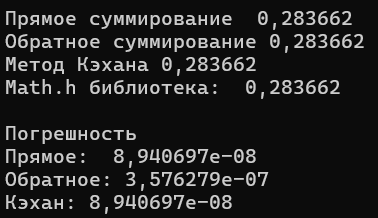 Прямое суммирование  0,283662
Обратное суммирование 0,283662
Метод Кэхана 0,283662
Math.h библиотека:  0,283662

Погрешность
Прямое:  8,940697e-08
Обратное: 3,576279e-07
Кэхан: 8,940697e-08